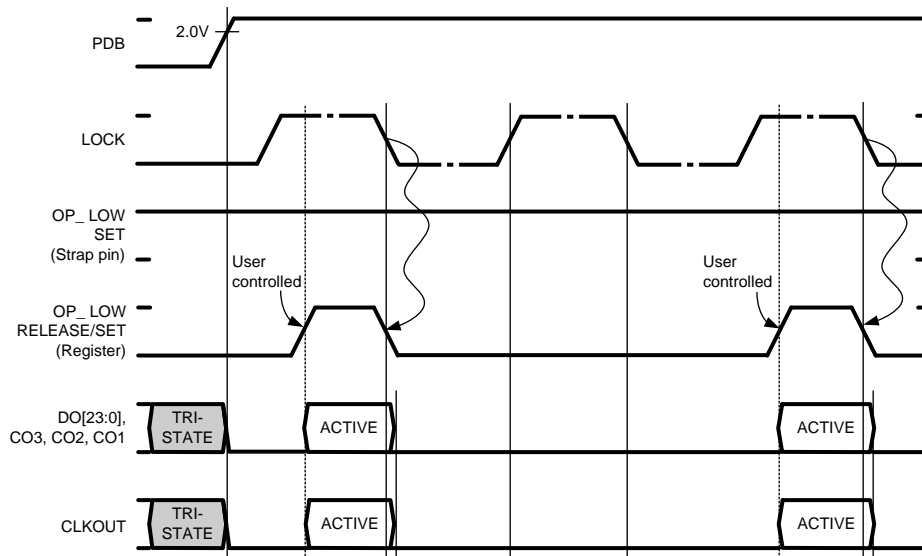 2.0V
PDB
LOCK
OP_ LOW
SET
(Strap pin)
User
controlled
User
controlled
OP_ LOW
RELEASE/SET
(Register)
DO[23:0],
CO3, CO2, CO1
TRI-
STATE
ACTIVE
ACTIVE
CLKOUT
TRI-
STATE
ACTIVE
ACTIVE